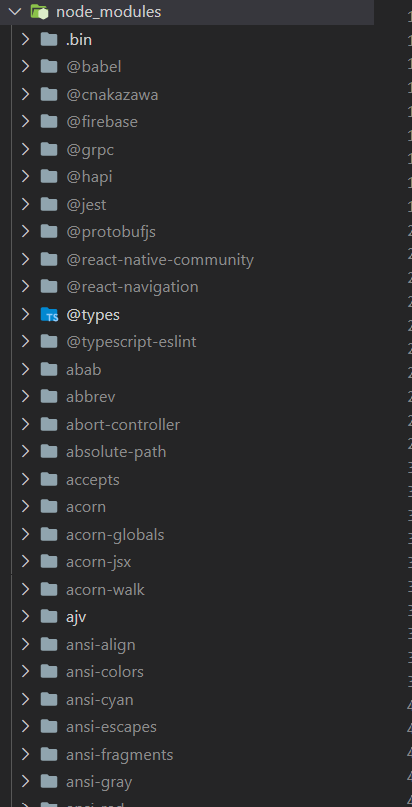 node_modules
.bin
@babel
@cnakazawa
@firebase
@grpc
@hapi
@jest
@protobufjs
@react-native-community
@react-navigation
TS @types
@typescript-eslint
abab
abbrev
abort-controller
absolute-path
accepts
acorn
acorn-globals
acorn-jsx
acorn-walk
ajv
ansi-align
ansi-colors
ansi-cyan
ansi-escapes
ansi-fragments
ansi-gray